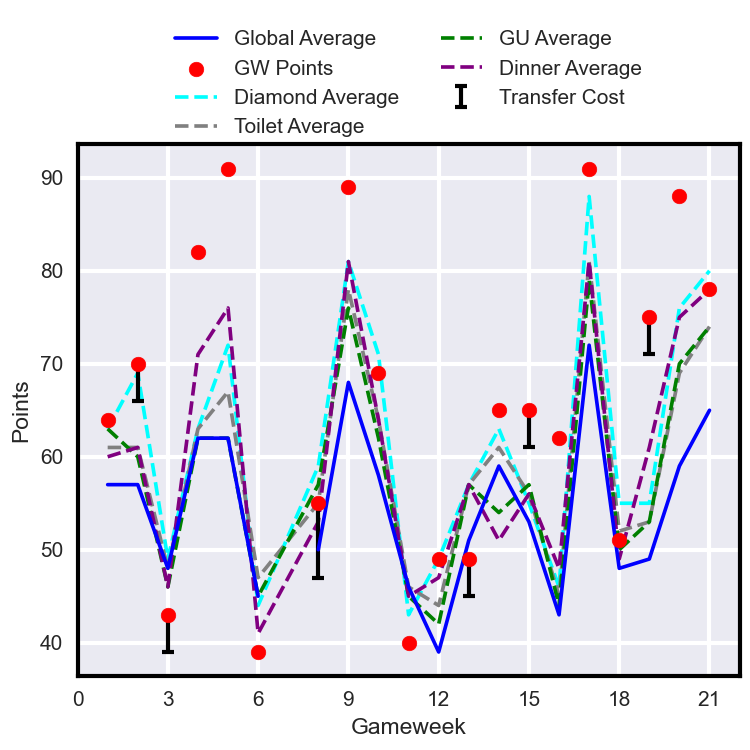 Global Average
GW Points
Diamond Average
Toilet Average
GU Average
Dinner Average
Transfer Cost
90
80
70
60
50
40
Points
0 3 6 9 12 15 18 21
Gameweek